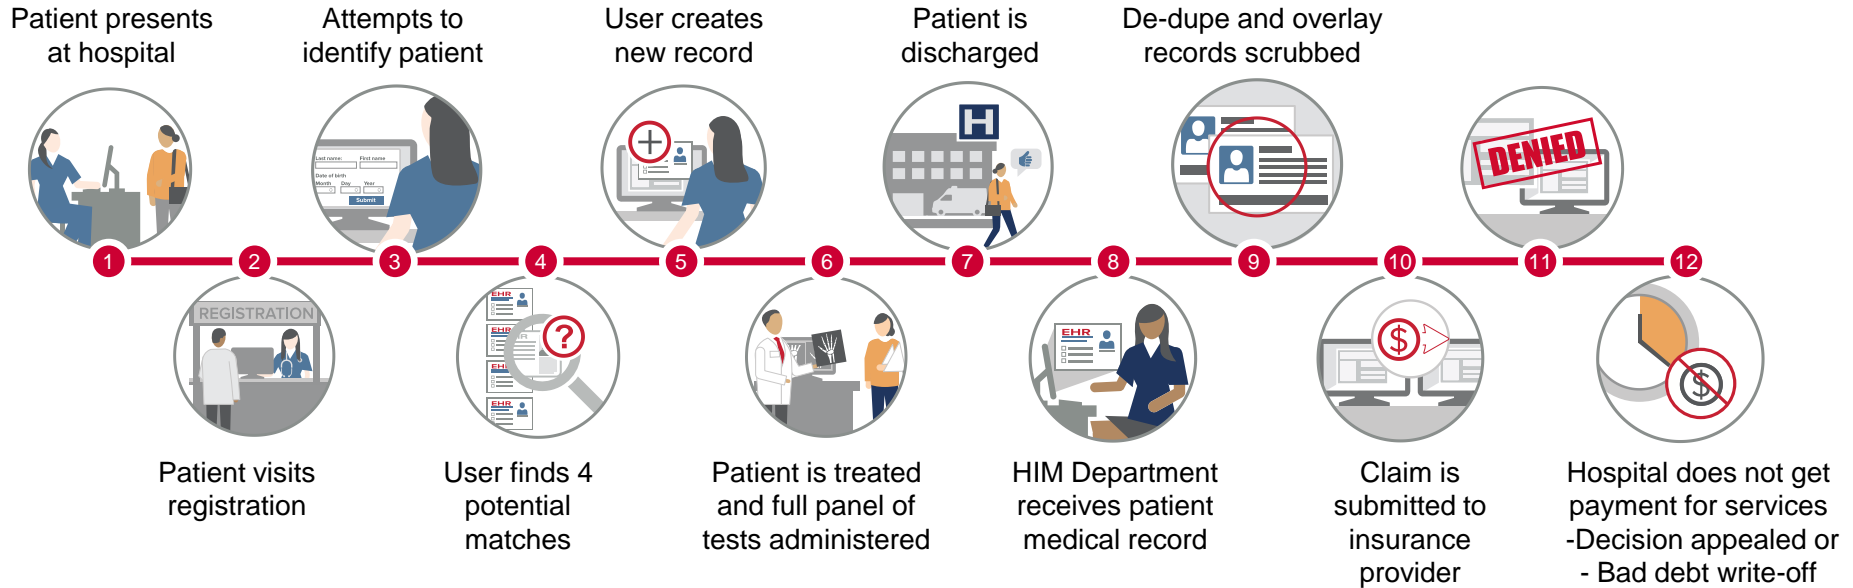 Patient presents
at hospital
Attempts to
identify patient
User creates
new record
Patient is
discharged
De-dupe and overlay
records scrubbed
Last name:
First name
Date of birth
Month
Day
Year
Submit
H
DENIED
1
2
3
4
5
6
7
8
9
10
11
12
REGISTRATION
EHR
EHR
EHR
EHR
?
EHR
$
$
Patient visits
registration
User finds 4
potential
matches
Patient is treated
and full panel of
tests administered
HIM Department
receives patient
medical record
Claim is
submitted to
insurance
provider
Hospital does not get
payment for services
-Decision appealed or
- Bad debt write-off